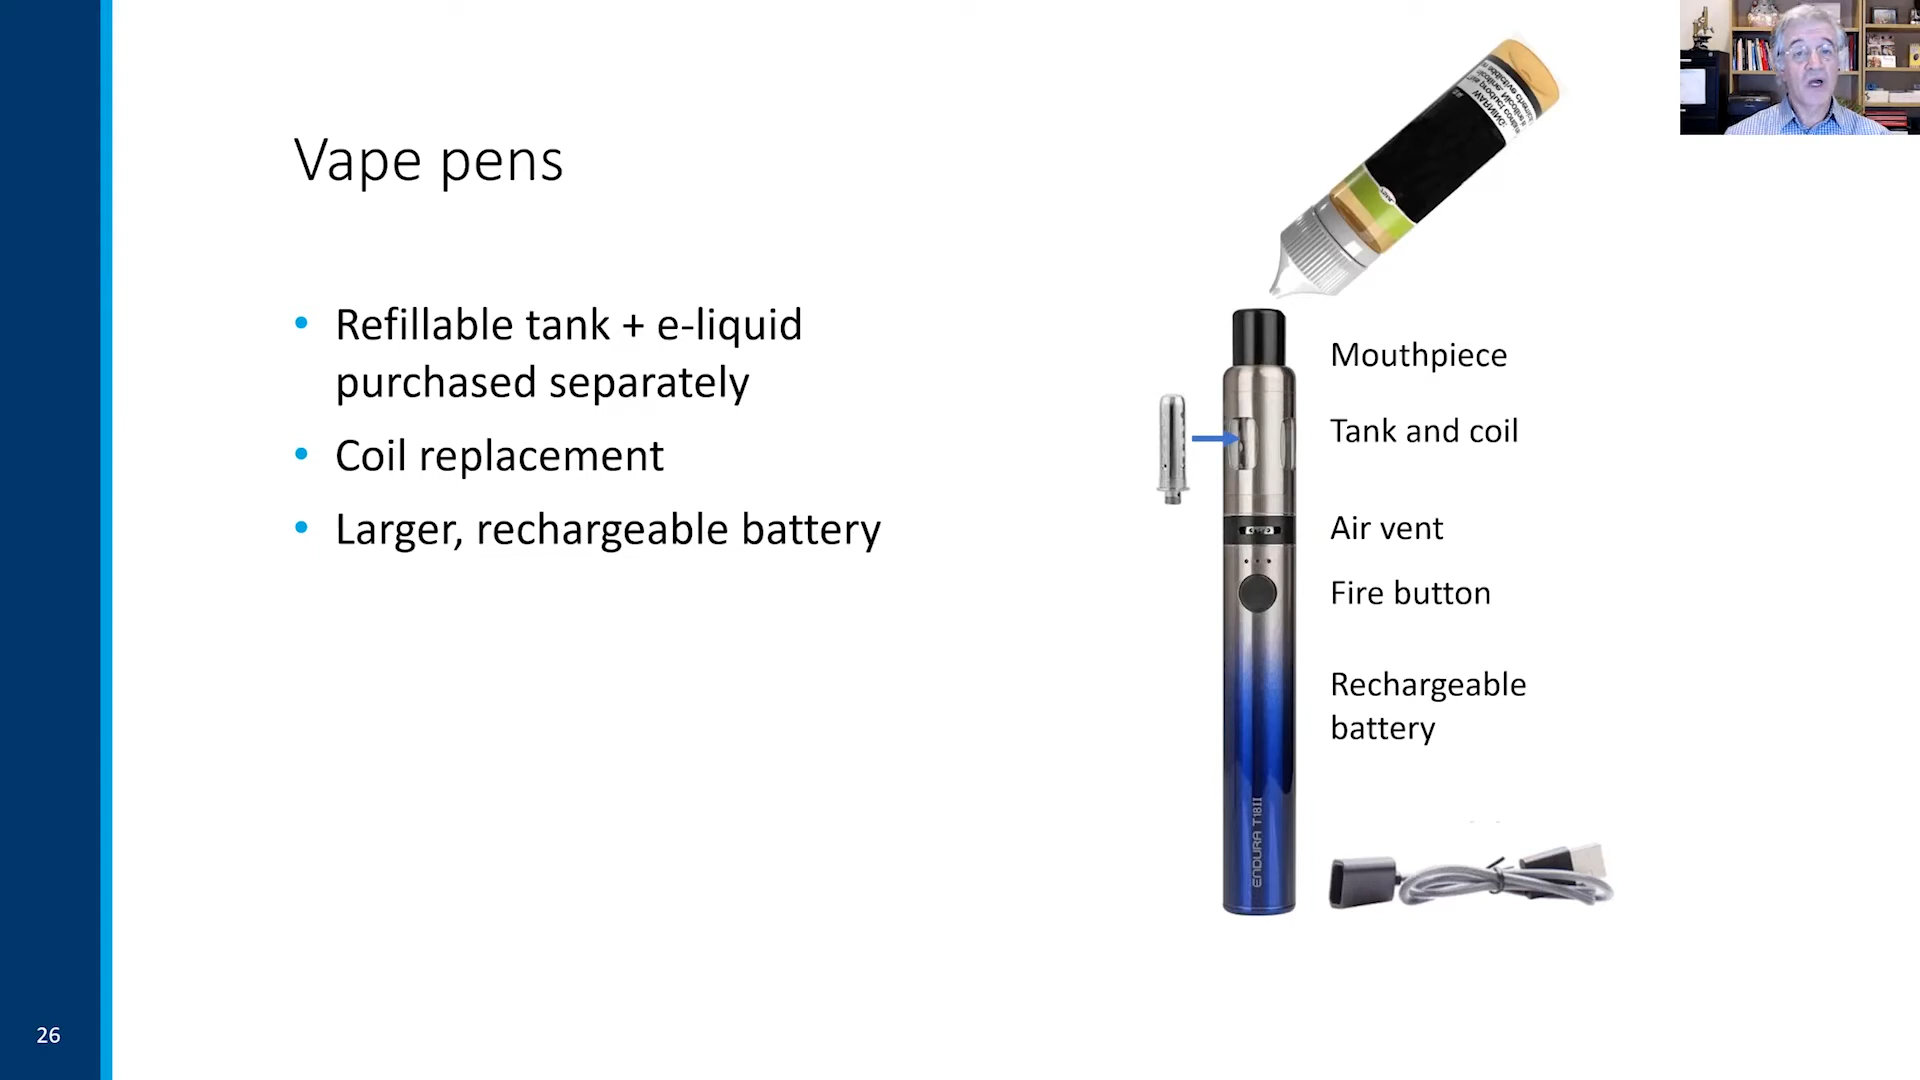 Vape pens
• Refillable tank + e-liquid
purchased separately
• Coil replacement
• Larger, rechargeable battery
WARNING:
Mouthpiece
Tank and coil
Air vent
Fire button
Rechargeable
battery
ENDURA T18II
26